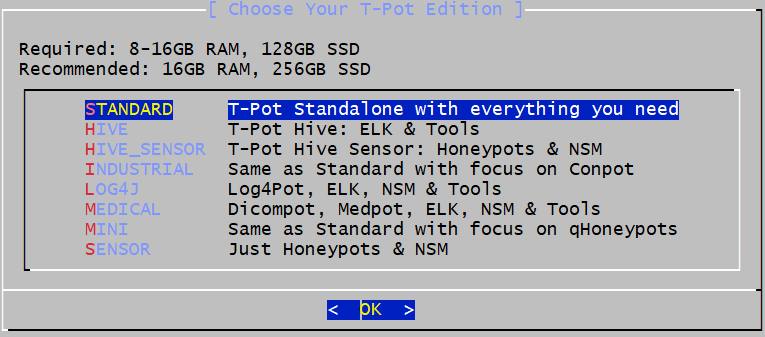 [ Choose Your T-Pot Edition ]
Required: 8-16GB RAM, 128GB SSD
Recommended: 16GB RAM, 256GB SSD
STANDARD T-Pot Standalone with everything you need
HIVE T-Pot Hive: ELK & Tools
HIVE_SENSOR T-Pot Hive Sensor: Honeypots & NSM
INDUSTRIAL Same as Standard with focus on Conpot
LOG4J Log4Pot, ELK, NSM & Tools
MEDICAL Dicompot, Medpot, ELK, NSM & Tools
MINI Same as Standard with focus on qHoneypots
SENSOR Just Honeypots & NSM
< OK >